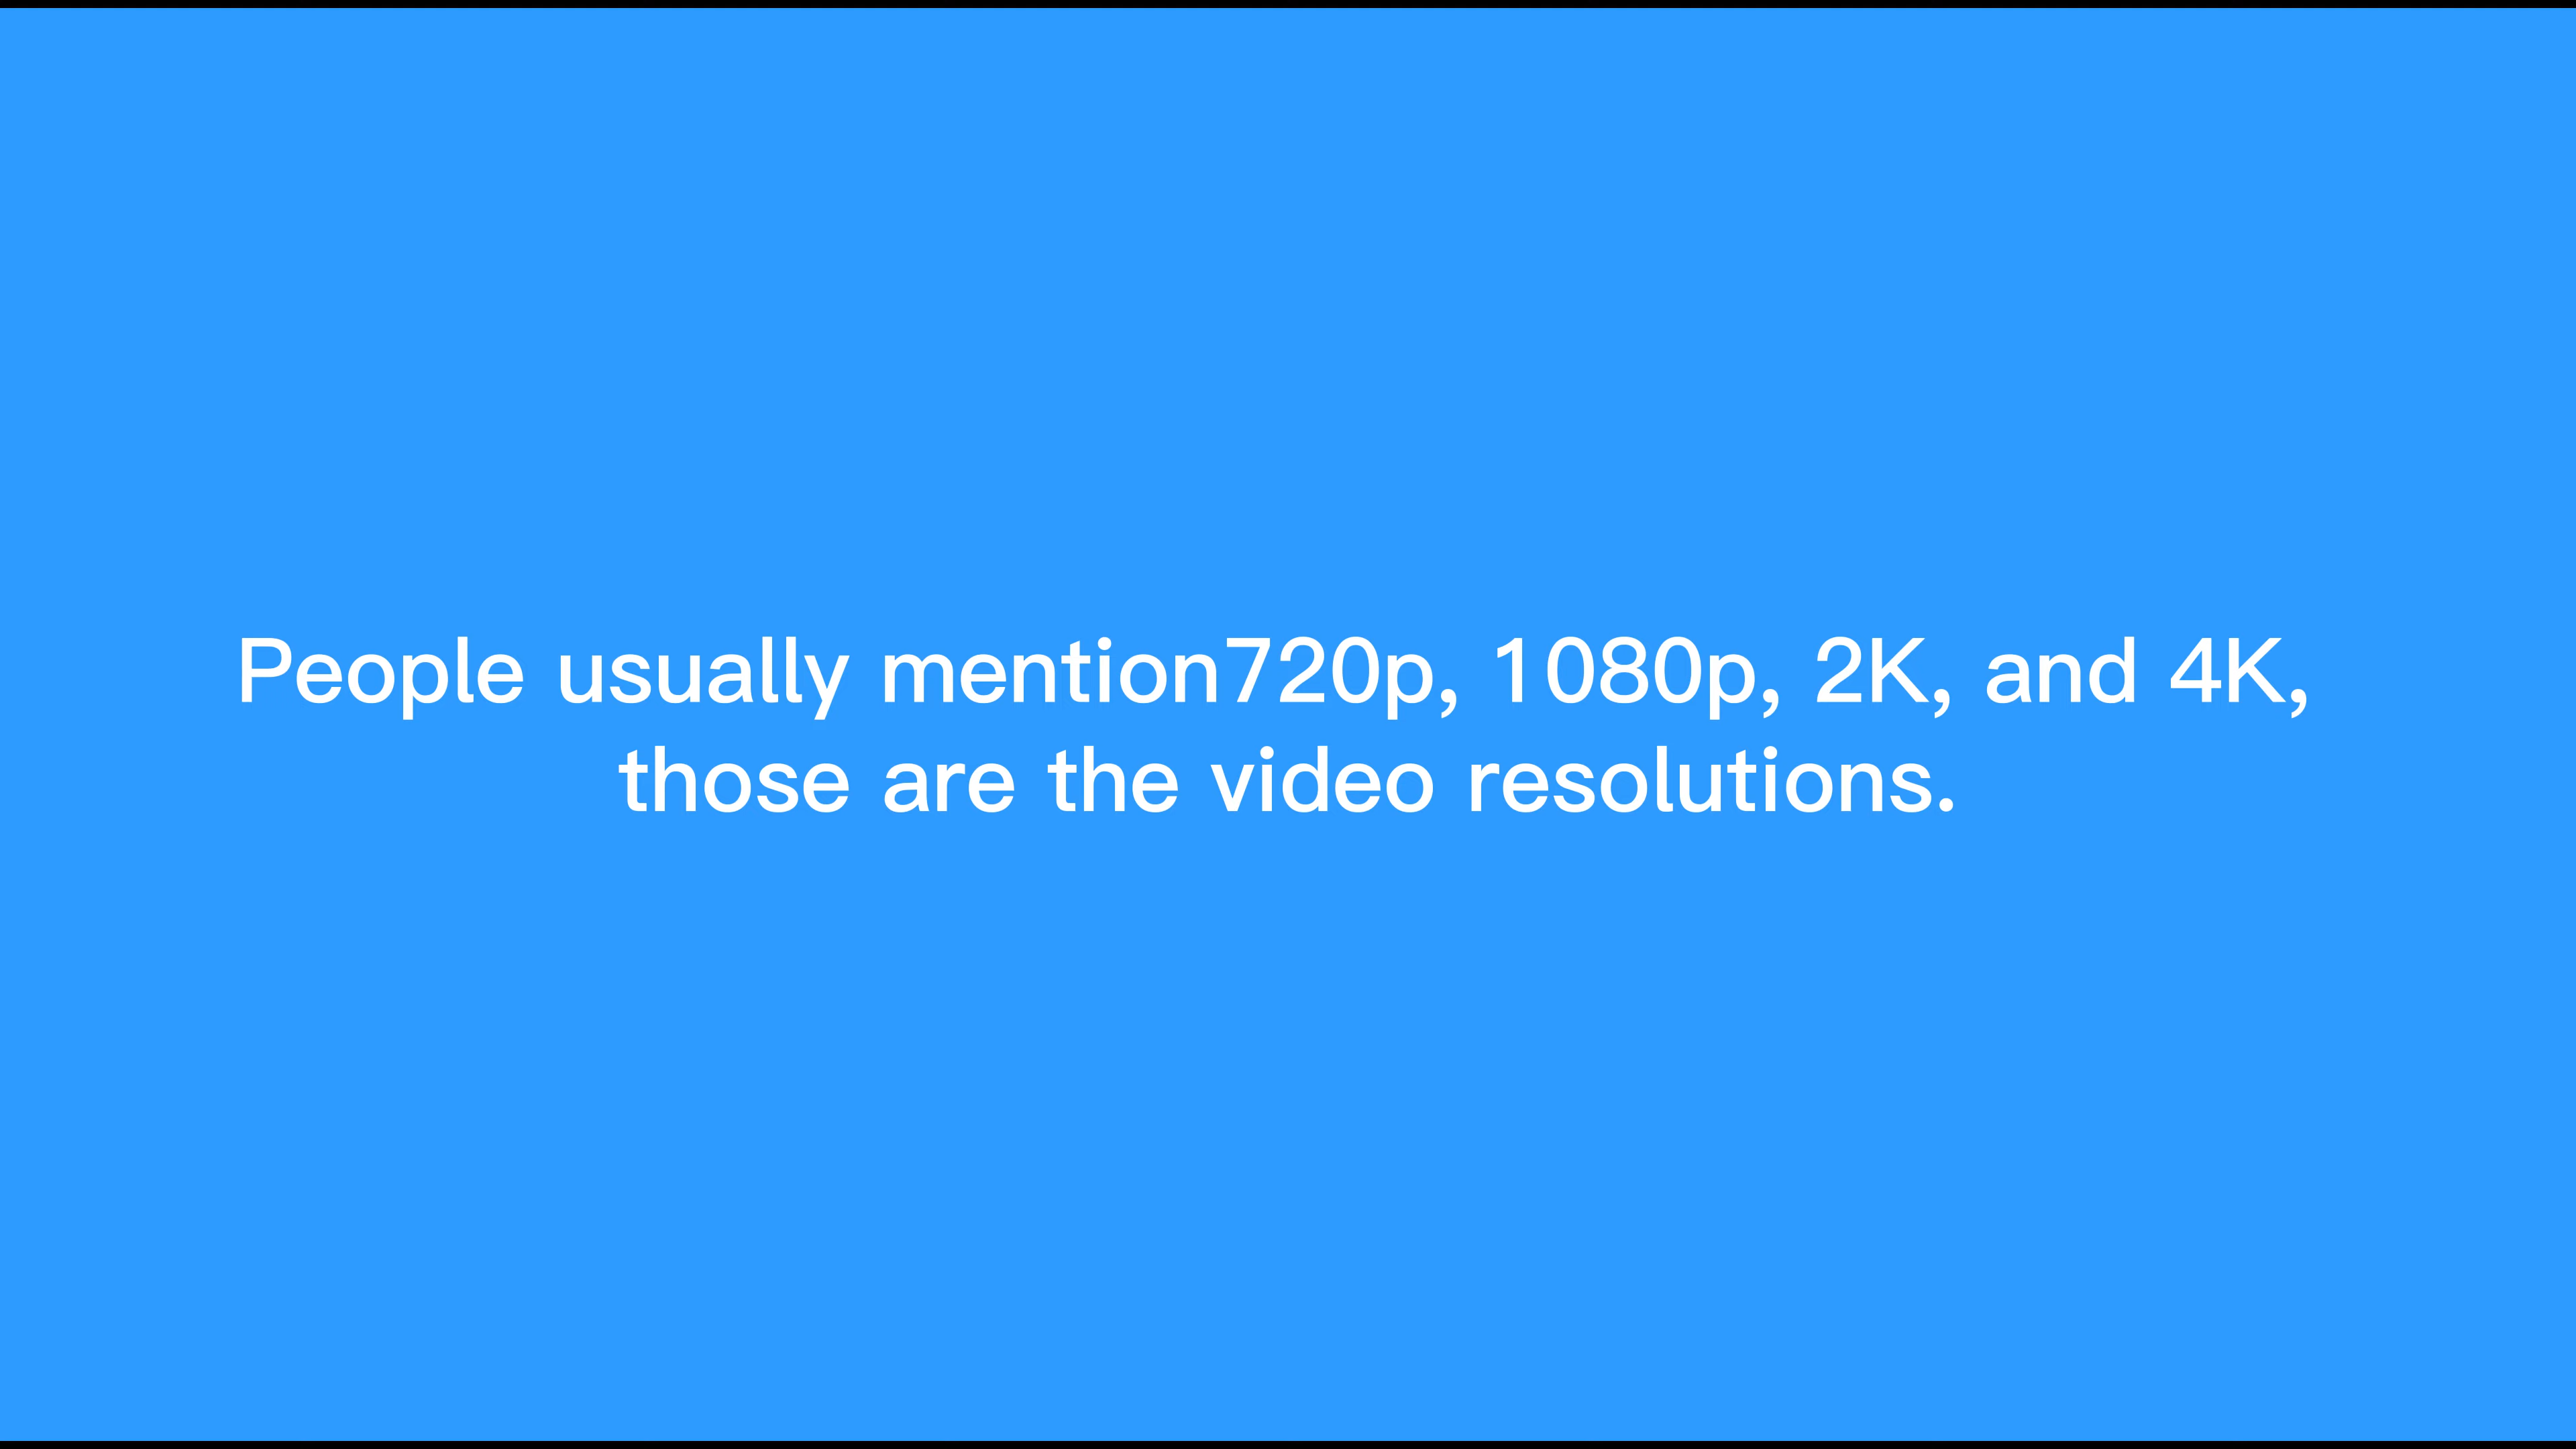 People usually mention720p, 1080p, 2K, and 4K,
those are the video resolutions.